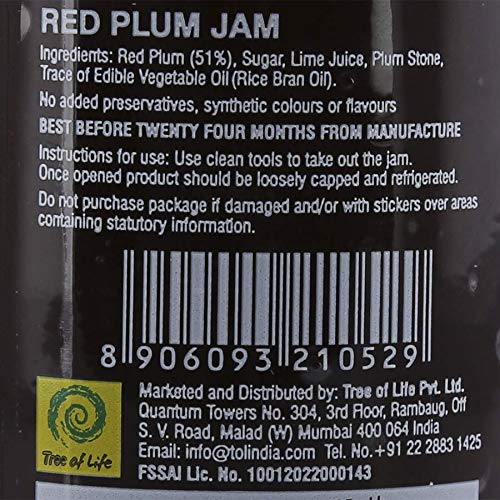 RED PLUM JAM
Ingredients: Red Plum (51%), Sugar, Lime Juice, Plum Stone,
Trace of Edible Vegetable Oil (Rice Bran Oil).
No added preservatives, synthetic colours or flavours
BEST BEFORE TWENTY FOUR MONTHS FROM MANUFACTURE
Instructions for use: Use clean tools to take out the jam.
Once opened product should be loosely capped and refrigerated.
Do not purchase package if damaged and/or with stickers over areas
containing statutory information.
8 906093 210529
Marketed and Distributed by: Tree of Life Pvt. Ltd.
Quantum Towers No. 304, 3rd Floor, Rambaug, Off
S. V. Road, Malad (W) Mumbai 400 064 India
Email: info@tolindia.com Tel No: +91 22 2883 1425
FSSAI Lic. No. 10012022000143
Tree of Life